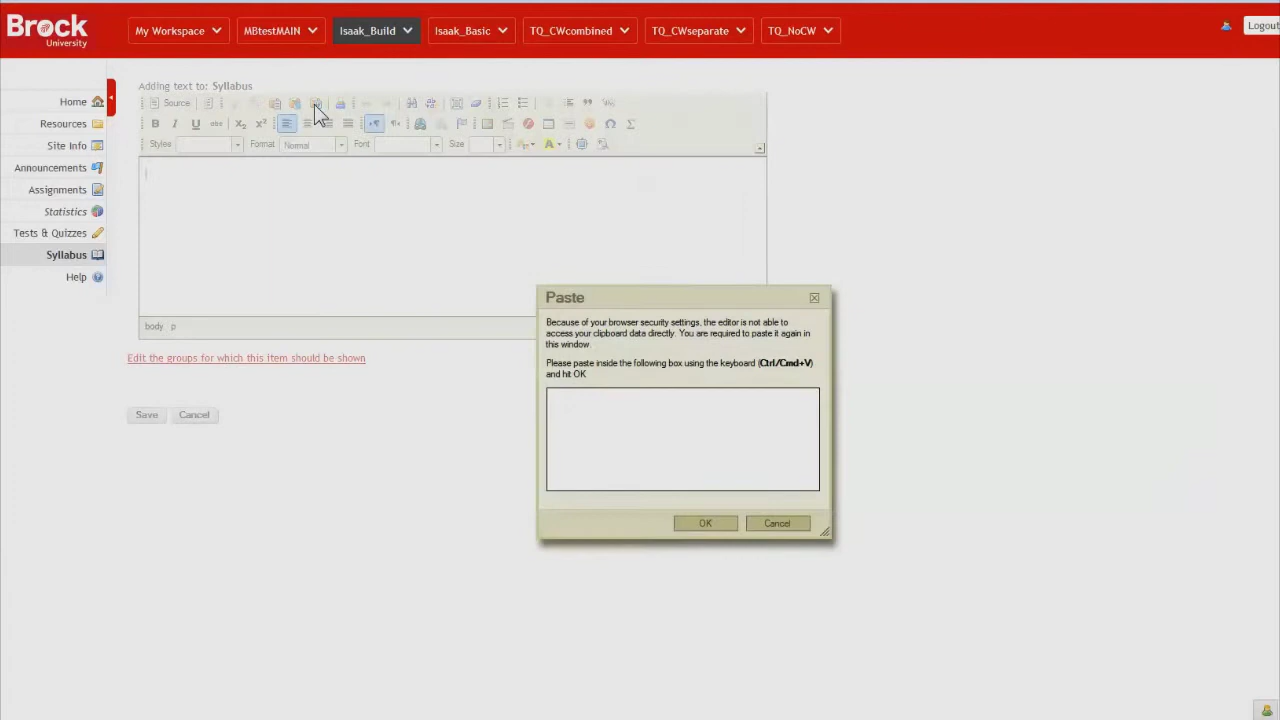 Brock
University
My Workspace
MBtestMAIN
Isaak_Build
Isaak_Basic
TQ_CWcombined
TQ_CWseparate
TQ_NoCW
Logout
Home
Resources
Site Info
Announcements
Assignments
Statistics
Tests & Quizzes
Syllabus
Help
Adding text to: Syllabus
Source
B I U abc X₂ X² Ω Σ
Styles Format Normal Font Size
body p
Edit the groups for which this item should be shown
Save Cancel
Paste
Because of your browser security settings, the editor is not able to
access your clipboard data directly. You are required to paste it again in
this window.
Please paste inside the following box using the keyboard (Ctrl/Cmd+V)
and hit OK
OK Cancel